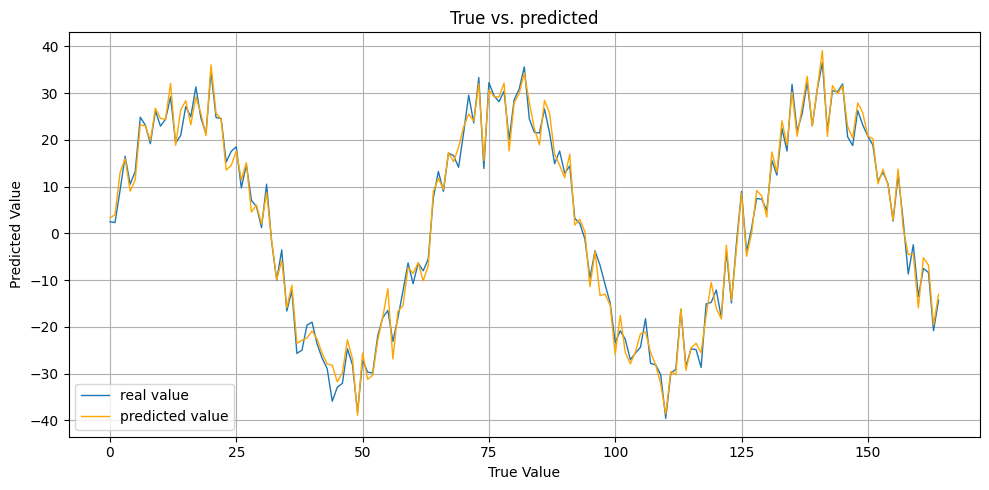 True vs. predicted
40
30
20
10
0
−10
−20
−30
−40
Predicted Value
real value
predicted value
0 25 50 75 100 125 150
True Value